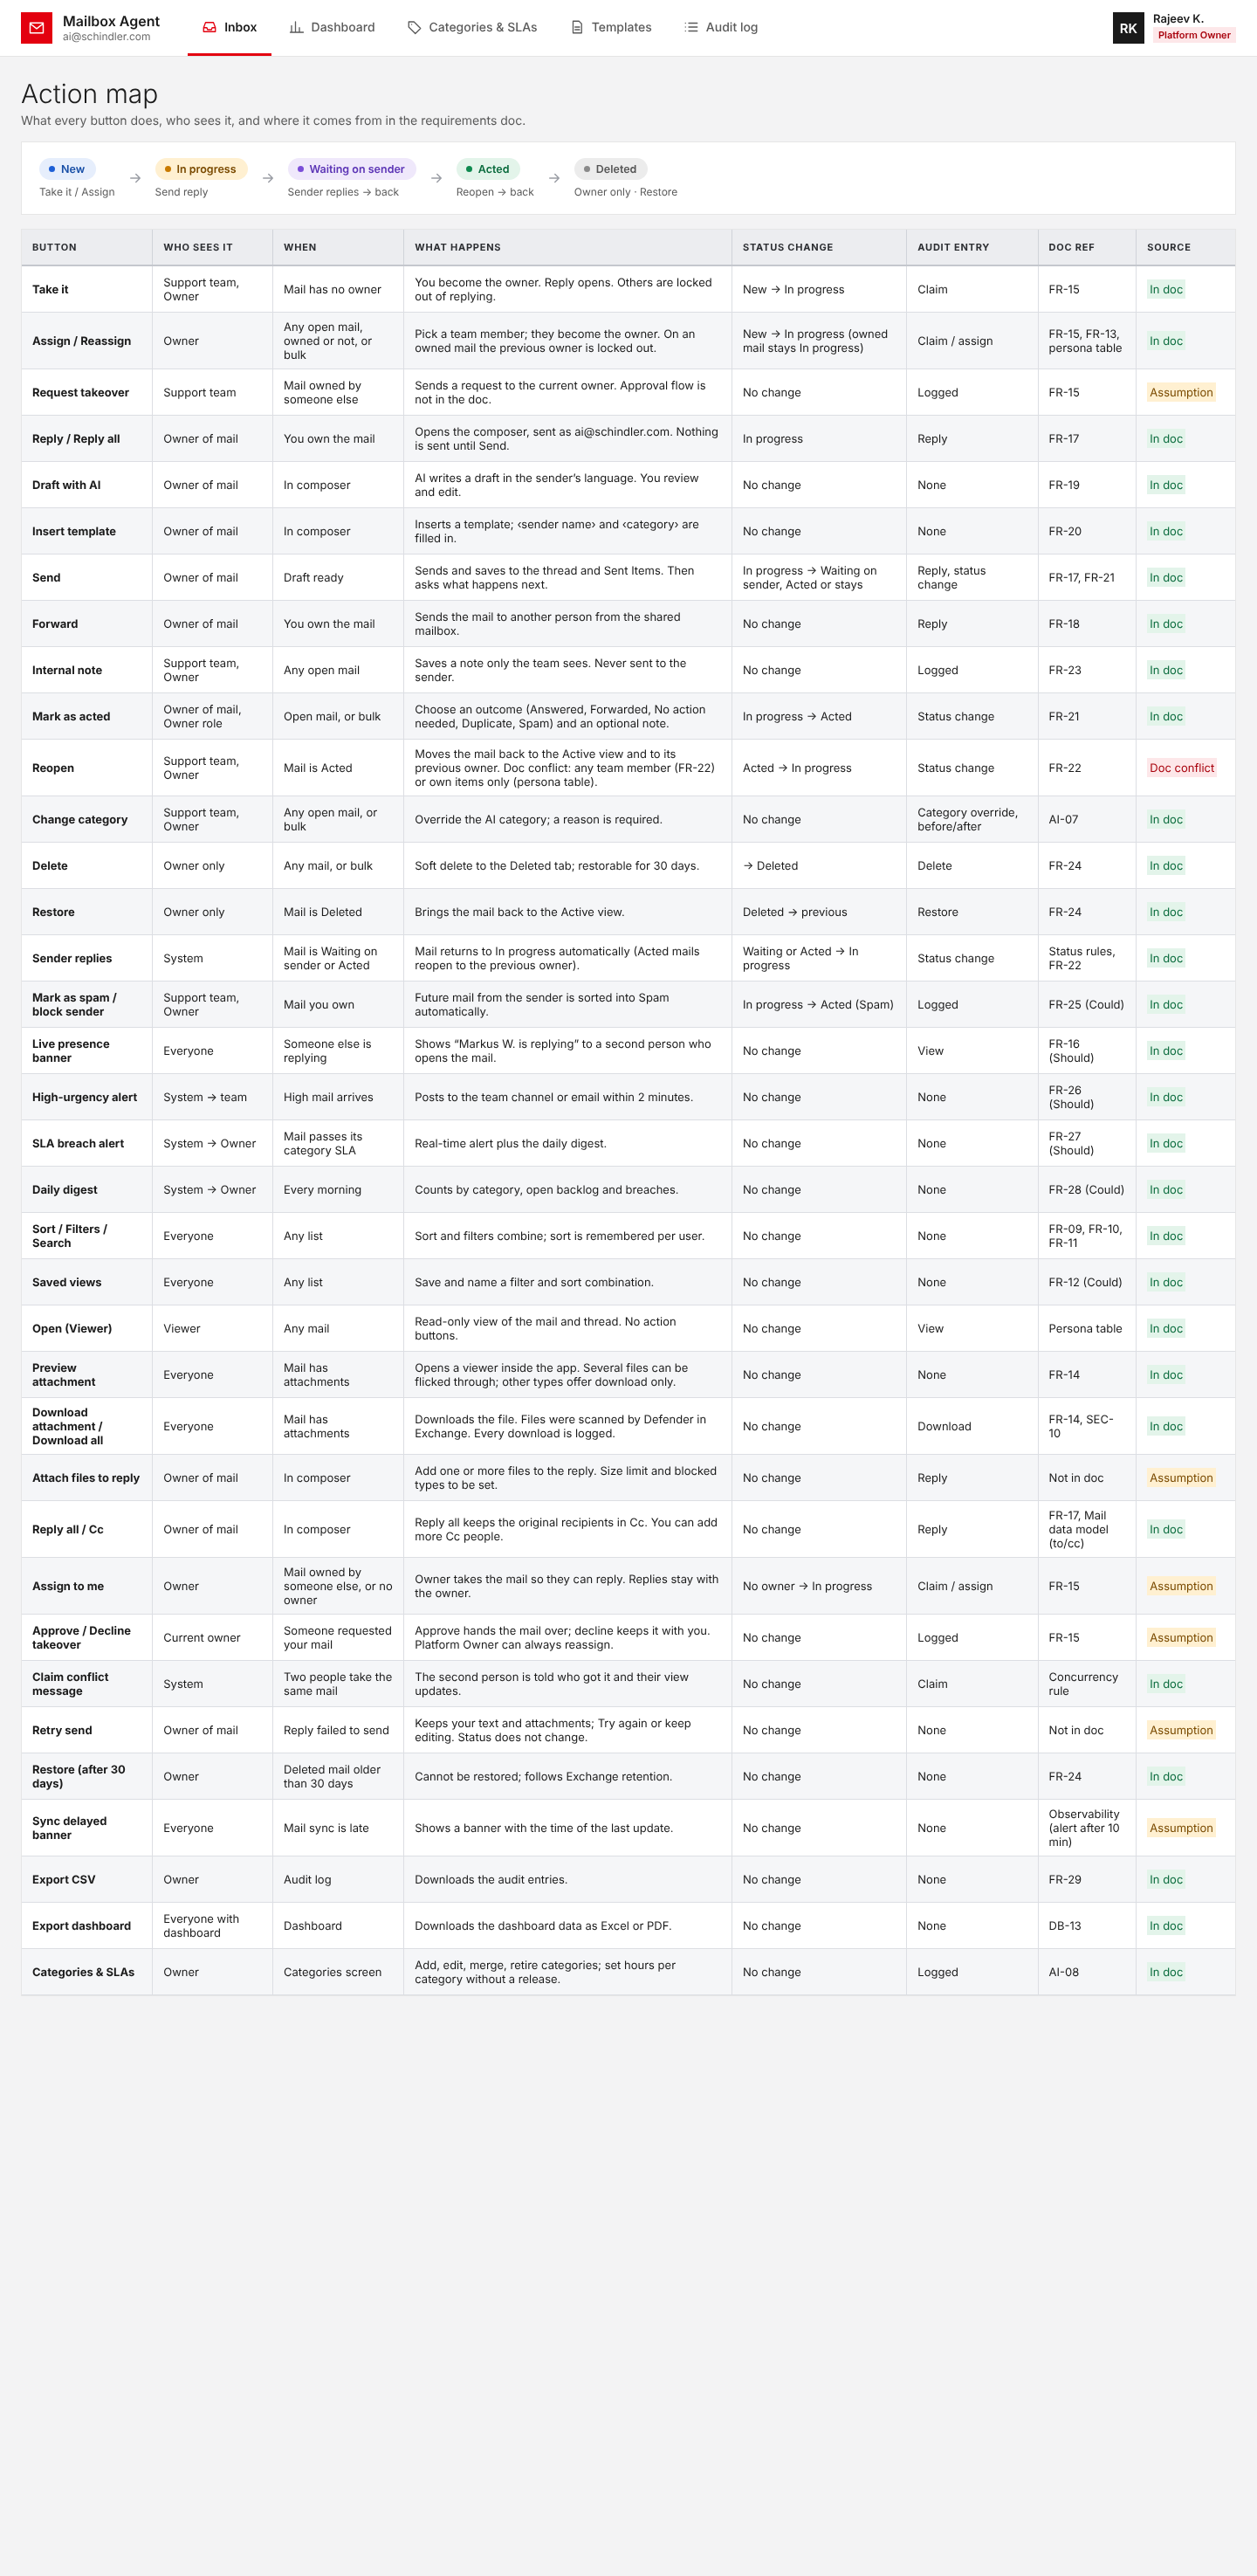 Mailbox Agent
ai@schindler.com
Inbox
Dashboard
Categories & SLAs
Templates
Audit log
RK
Rajeev K.
Platform Owner
Action map
What every button does, who sees it, and where it comes from in the requirements doc.
New → In progress → Waiting on sender → Acted → Deleted
Take it / Assign
Send reply
Sender replies → back
Reopen → back
Owner only · Restore
BUTTON WHO SEES IT WHEN WHAT HAPPENS STATUS CHANGE AUDIT ENTRY DOC REF SOURCE
Take it
Support team,
Owner
Mail has no owner
You become the owner. Reply opens. Others are locked
out of replying.
New → In progress
Claim
FR-15
In doc
Assign / Reassign
Owner
Any open mail,
owned or not, or
bulk
Pick a team member; they become the owner. On an
owned mail the previous owner is locked out.
New → In progress (owned
mail stays In progress)
Claim / assign
FR-15, FR-13,
persona table
In doc
Request takeover
Support team
Mail owned by
someone else
Sends a request to the current owner. Approval flow is
not in the doc.
No change
Logged
FR-15
Assumption
Reply / Reply all
Owner of mail
You own the mail
Opens the composer, sent as ai@schindler.com. Nothing
is sent until Send.
In progress
Reply
FR-17
In doc
Draft with AI
Owner of mail
In composer
AI writes a draft in the sender’s language. You review
and edit.
No change
None
FR-19
In doc
Insert template
Owner of mail
In composer
Inserts a template; ‹sender name› and ‹category› are
filled in.
No change
None
FR-20
In doc
Send
Owner of mail
Draft ready
Sends and saves to the thread and Sent Items. Then
asks what happens next.
In progress → Waiting on
sender, Acted or stays
Reply, status
change
FR-17, FR-21
In doc
Forward
Owner of mail
You own the mail
Sends the mail to another person from the shared
mailbox.
No change
Reply
FR-18
In doc
Internal note
Support team,
Owner
Any open mail
Saves a note only the team sees. Never sent to the
sender.
No change
Logged
FR-23
In doc
Mark as acted
Owner of mail,
Owner role
Open mail, or bulk
Choose an outcome (Answered, Forwarded, No action
needed, Duplicate, Spam) and an optional note.
In progress → Acted
Status change
FR-21
In doc
Reopen
Support team,
Owner
Mail is Acted
Moves the mail back to the Active view and to its
previous owner. Doc conflict: any team member (FR-22)
or own items only (persona table).
Acted → In progress
Status change
FR-22
Doc conflict
Change category
Support team,
Owner
Any open mail, or
bulk
Override the AI category; a reason is required.
No change
Category override,
before/after
AI-07
In doc
Delete
Owner only
Any mail, or bulk
Soft delete to the Deleted tab; restorable for 30 days.
→ Deleted
Delete
FR-24
In doc
Restore
Owner only
Mail is Deleted
Brings the mail back to the Active view.
Deleted → previous
Restore
FR-24
In doc
Sender replies
System
Mail is Waiting on
sender or Acted
Mail returns to In progress automatically (Acted mails
reopen to the previous owner).
Waiting or Acted → In
progress
Status change
Status rules,
FR-22
In doc
Mark as spam /
block sender
Support team,
Owner
Mail you own
Future mail from the sender is sorted into Spam
automatically.
In progress → Acted (Spam)
Logged
FR-25 (Could)
In doc
Live presence
banner
Everyone
Someone else is
replying
Shows “Markus W. is replying” to a second person who
opens the mail.
No change
View
FR-16
(Should)
In doc
High-urgency alert
System → team
High mail arrives
Posts to the team channel or email within 2 minutes.
No change
None
FR-26
(Should)
In doc
SLA breach alert
System → Owner
Mail passes its
category SLA
Real-time alert plus the daily digest.
No change
None
FR-27
(Should)
In doc
Daily digest
System → Owner
Every morning
Counts by category, open backlog and breaches.
No change
None
FR-28 (Could)
In doc
Sort / Filters /
Search
Everyone
Any list
Sort and filters combine; sort is remembered per user.
No change
None
FR-09, FR-10,
FR-11
In doc
Saved views
Everyone
Any list
Save and name a filter and sort combination.
No change
None
FR-12 (Could)
In doc
Open (Viewer)
Viewer
Any mail
Read-only view of the mail and thread. No action
buttons.
No change
View
Persona table
In doc
Preview
attachment
Everyone
Mail has
attachments
Opens a viewer inside the app. Several files can be
flicked through; other types offer download only.
No change
None
FR-14
In doc
Download
attachment /
Download all
Everyone
Mail has
attachments
Downloads the file. Files were scanned by Defender in
Exchange. Every download is logged.
No change
Download
FR-14, SEC-
10
In doc
Attach files to reply
Owner of mail
In composer
Add one or more files to the reply. Size limit and blocked
types to be set.
No change
Reply
Not in doc
Assumption
Reply all / Cc
Owner of mail
In composer
Reply all keeps the original recipients in Cc. You can add
more Cc people.
No change
Reply
FR-17, Mail
data model
(to/cc)
In doc
Assign to me
Owner
Mail owned by
someone else, or no
owner
Owner takes the mail so they can reply. Replies stay with
the owner.
No owner → In progress
Claim / assign
FR-15
Assumption
Approve / Decline
takeover
Current owner
Someone requested
your mail
Approve hands the mail over; decline keeps it with you.
Platform Owner can always reassign.
No change
Logged
FR-15
Assumption
Claim conflict
message
System
Two people take the
same mail
The second person is told who got it and their view
updates.
No change
Claim
Concurrency
rule
In doc
Retry send
Owner of mail
Reply failed to send
Keeps your text and attachments; Try again or keep
editing. Status does not change.
No change
None
Not in doc
Assumption
Restore (after 30
days)
Owner
Deleted mail older
than 30 days
Cannot be restored; follows Exchange retention.
No change
None
FR-24
In doc
Sync delayed
banner
Everyone
Mail sync is late
Shows a banner with the time of the last update.
No change
None
Observability
(alert after 10
min)
Assumption
Export CSV
Owner
Audit log
Downloads the audit entries.
No change
None
FR-29
In doc
Export dashboard
Everyone with
dashboard
Dashboard
Downloads the dashboard data as Excel or PDF.
No change
None
DB-13
In doc
Categories & SLAs
Owner
Categories screen
Add, edit, merge, retire categories; set hours per
category without a release.
No change
Logged
AI-08
In doc